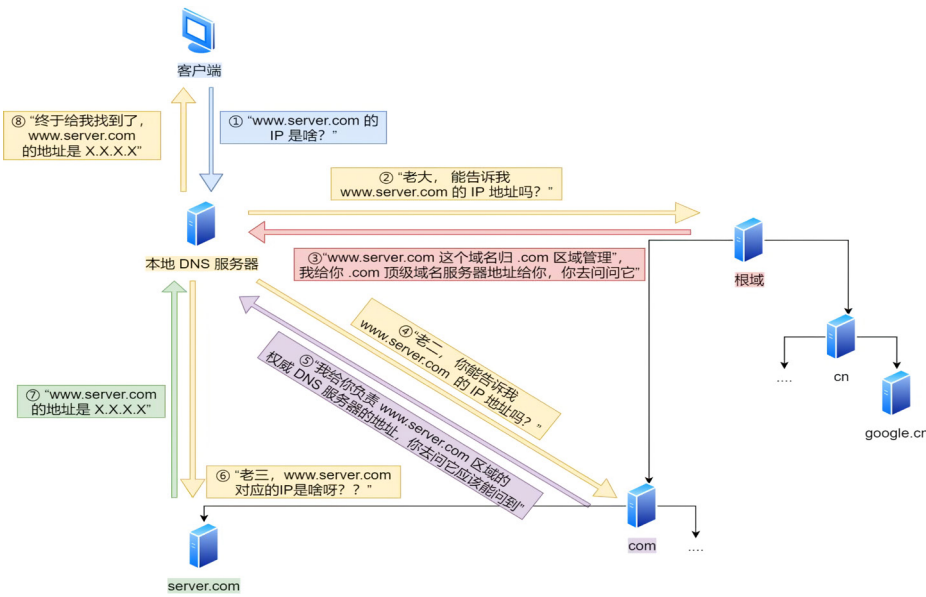 客户端
⑧ “终于给我找到了，
www.server.com
的地址是 X.X.X.X”
① “www.server.com 的
IP 是啥？”
② “老大， 能告诉我
www.server.com 的 IP 地址吗？”
本地 DNS 服务器
③“www.server.com 这个域名归 .com 区域管理”，
我给你 .com 顶级域名服务器地址给你，你去问问它”
根域
④“老二，你能告诉我
www.server.com 的 IP 地址吗？”
⑤“我给你负责 www.server.com 区域的
权威 DNS 服务器的地址，你去问它应该能问到”
....
cn
google.cn
⑦ “www.server.com
的地址是 X.X.X.X”
⑥ “老三，www.server.com
对应的IP是啥呀？？”
com
....
server.com